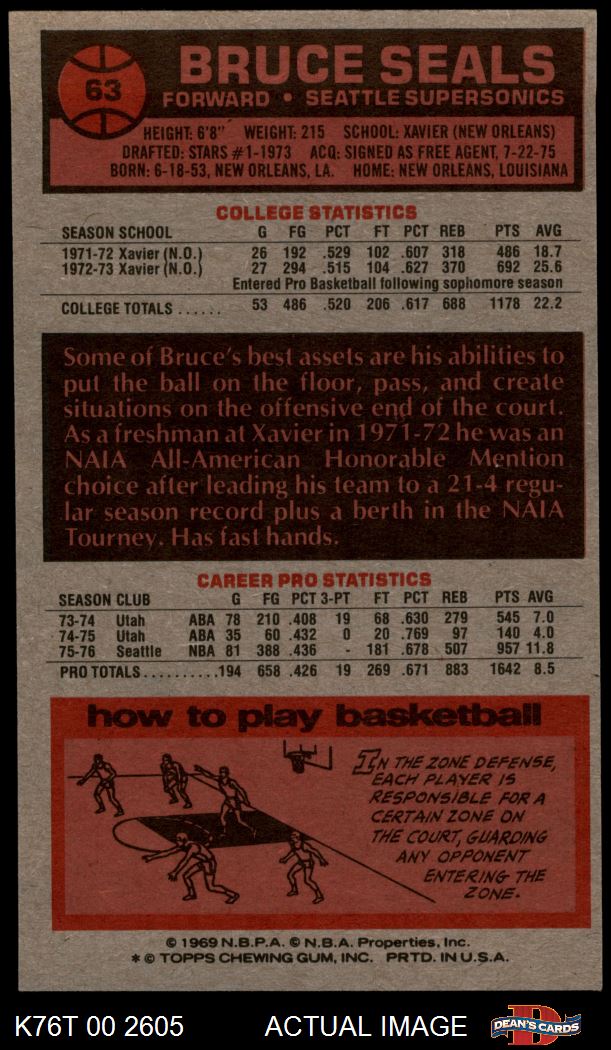 63
BRUCE SEALS
FORWARD • SEATTLE SUPERSONICS
HEIGHT: 6'8" WEIGHT: 215 SCHOOL: XAVIER (NEW ORLEANS)
DRAFTED: STARS #1-1973 ACQ: SIGNED AS FREE AGENT, 7-22-75
BORN: 6-18-53, NEW ORLEANS, LA. HOME: NEW ORLEANS, LOUISIANA
COLLEGE STATISTICS
SEASON SCHOOL G FG PCT FT PCT REB PTS AVG
1971-72 Xavier (N.O.) 26 192 .529 102 .607 318 486 18.7
1972-73 Xavier (N.O.) 27 294 .515 104 .627 370 692 25.6
Entered Pro Basketball following sophomore season
COLLEGE TOTALS ...... 53 486 .520 206 .617 688 1178 22.2
Some of Bruce's best assets are his abilities to
put the ball on the floor, pass, and create
situations on the offensive end of the court.
As a freshman at Xavier in 1971-72 he was an
NAIA All-American Honorable Mention
choice after leading his team to a 21-4 regu-
lar season record plus a berth in the NAIA
Tourney. Has fast hands.
CAREER PRO STATISTICS
SEASON CLUB G FG PCT 3-PT FT PCT REB PTS AVG
73-74 Utah ABA 78 210 .408 19 68 .630 279 545 7.0
74-75 Utah ABA 35 60 .432 0 20 .769 97 140 4.0
75-76 Seattle NBA 81 388 .436 - 181 .678 507 957 11.8
PRO TOTALS..........194 658 .426 19 269 .671 883 1642 8.5
how to play basketball
IN THE ZONE DEFENSE,
EACH PLAYER IS
RESPONSIBLE FOR A
CERTAIN ZONE ON
THE COURT, GUARDING
ANY OPPONENT
ENTERING THE
ZONE.
© 1969 N.B.P.A. © N.B.A. Properties, Inc.
* © TOPPS CHEWING GUM, INC. PRTD. IN U.S.A.
K76T 00 2605 ACTUAL IMAGE
D
DEAN'S CARDS